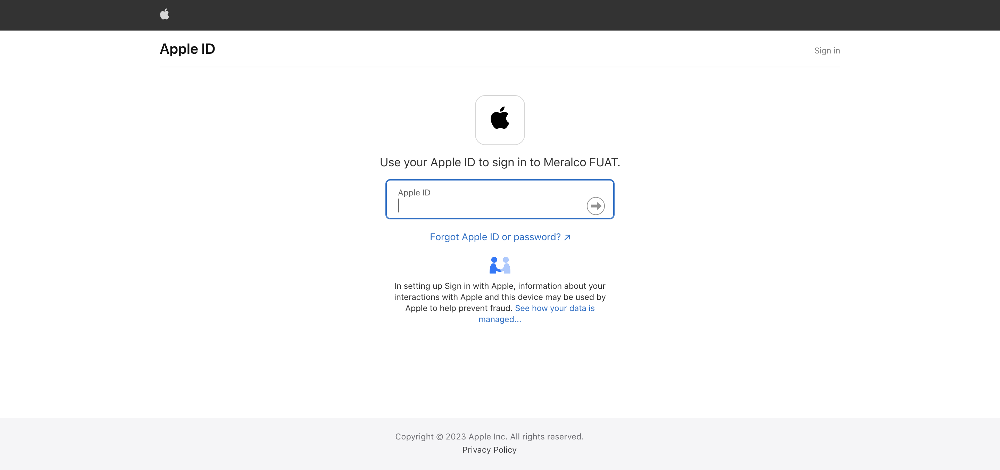 Apple ID
Sign in
Use your Apple ID to sign in to Meralco FUAT.
Apple ID
Forgot Apple ID or password? ↗
In setting up Sign in with Apple, information about your
interactions with Apple and this device may be used by
Apple to help prevent fraud. See how your data is
managed...
Copyright © 2023 Apple Inc. All rights reserved.
Privacy Policy